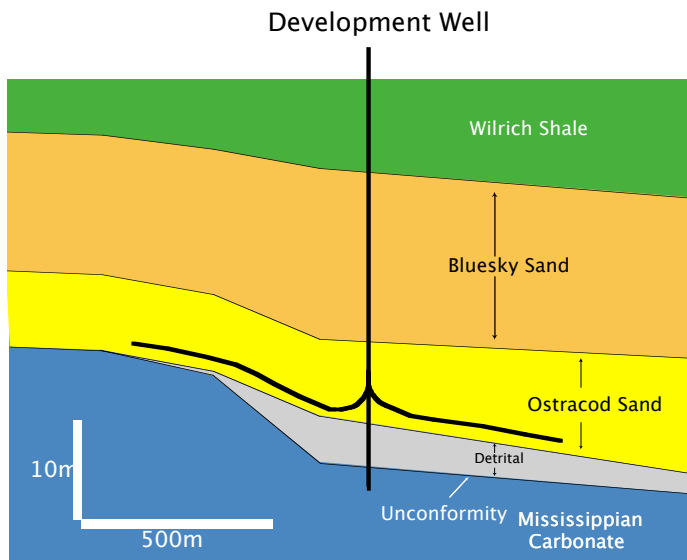 Development Well
Wilrich Shale
Bluesky Sand
Ostracod Sand
Detrital
10m
Unconformity
Mississippian
Carbonate
500m